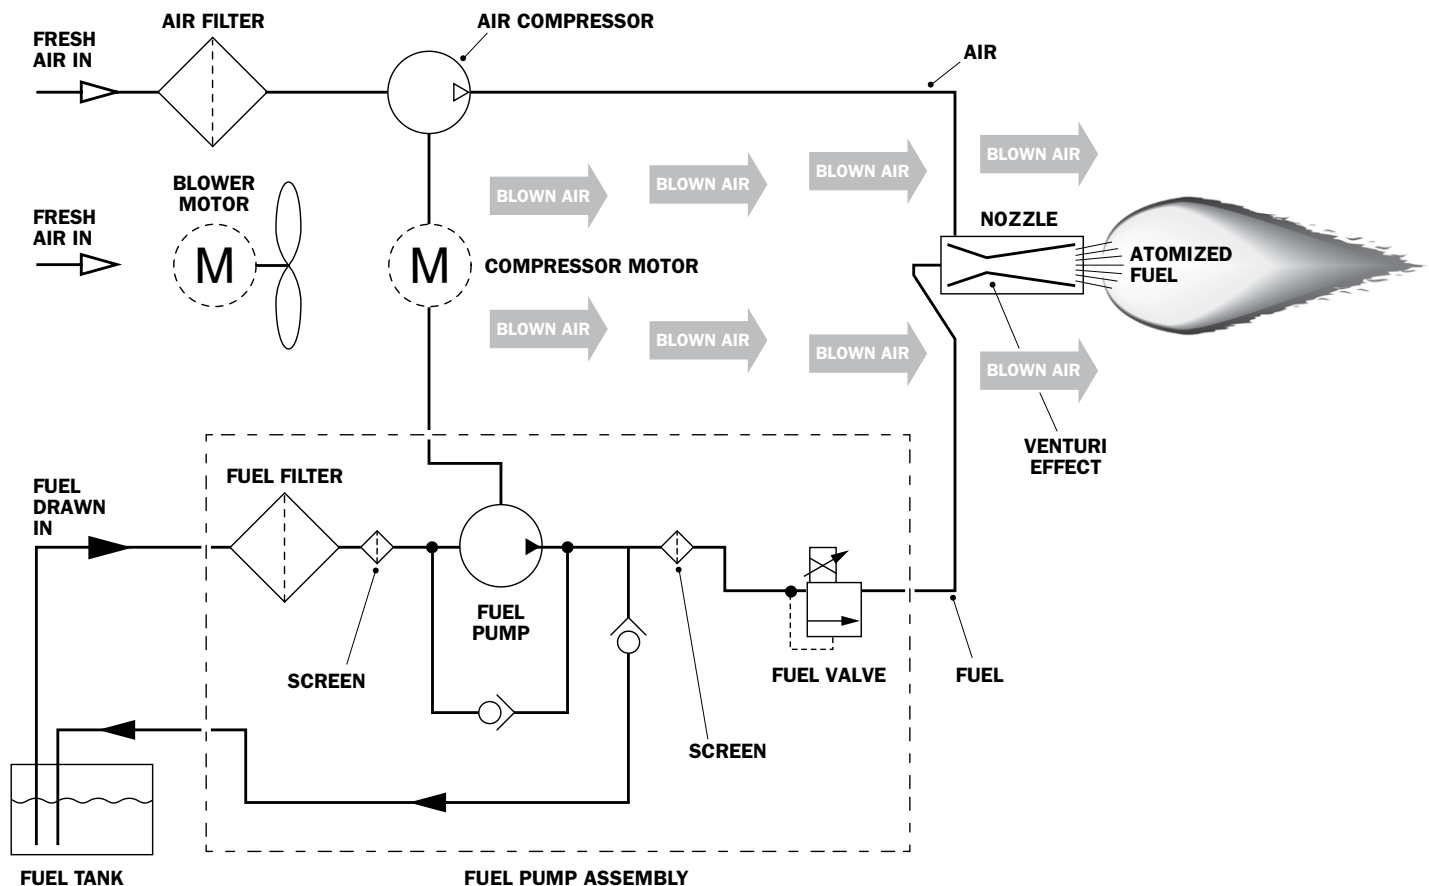 AIR FILTER
AIR COMPRESSOR
FRESH
AIR IN
AIR
BLOWN AIR
BLOWN AIR
BLOWN AIR
BLOWN AIR
BLOWER
MOTOR
FRESH
AIR IN
M
M
COMPRESSOR MOTOR
NOZZLE
ATOMIZED
FUEL
BLOWN AIR
BLOWN AIR
BLOWN AIR
BLOWN AIR
VENTURI
EFFECT
FUEL FILTER
FUEL
DRAWN
IN
FUEL
PUMP
SCREEN
FUEL VALVE
FUEL
SCREEN
FUEL TANK
FUEL PUMP ASSEMBLY